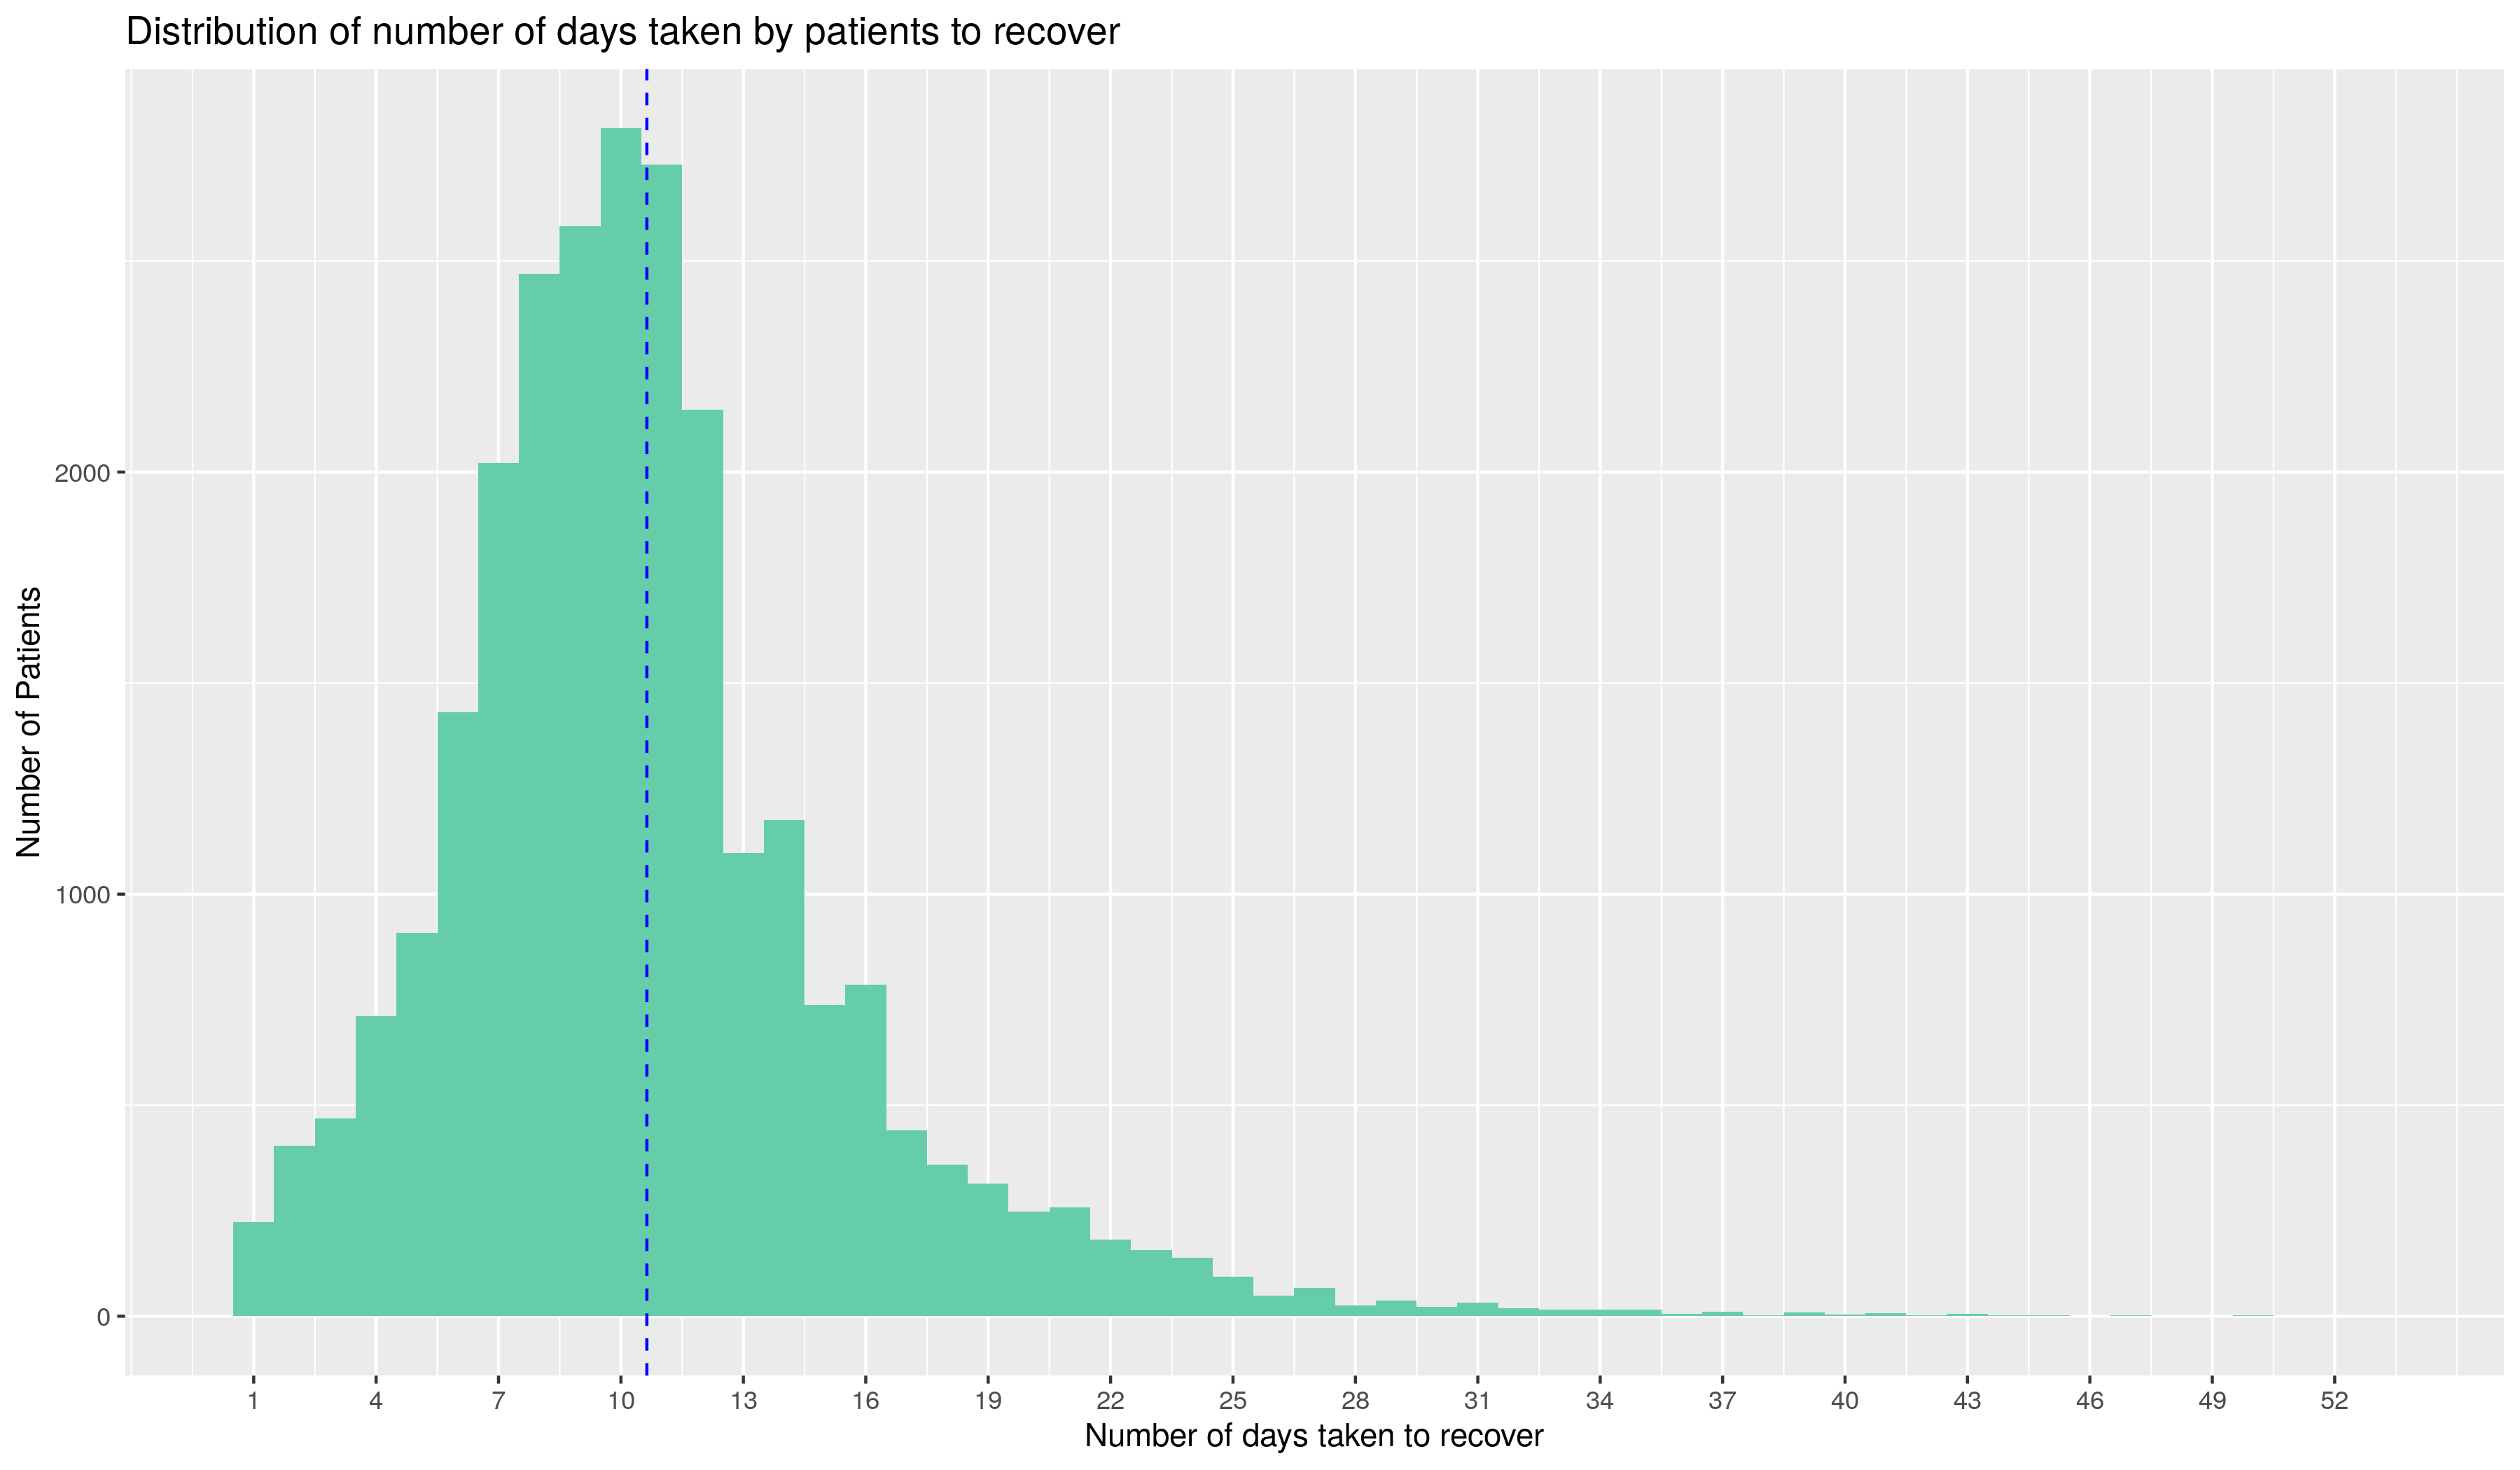 Distribution of number of days taken by patients to recover
Number of Patients
2000
1000
0
1 4 7 10 13 16 19 22 25 28 31 34 37 40 43 46 49 52
Number of days taken to recover